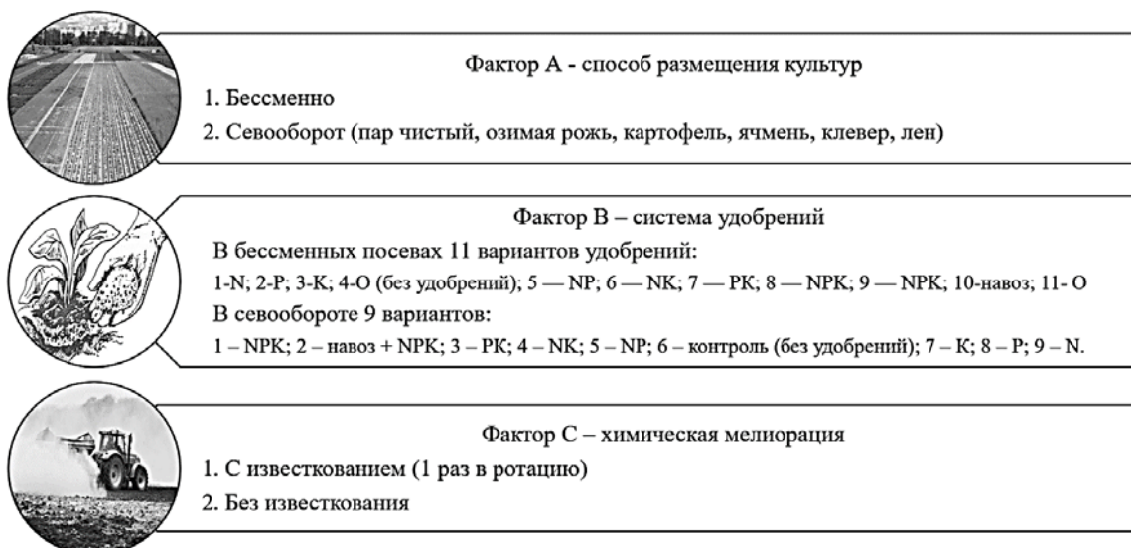 Фактор А - способ размещения культур
1. Бессменно
2. Севооборот (пар чистый, озимая рожь, картофель, ячмень, клевер, лен)
Фактор В – система удобрений
В бессменных посевах 11 вариантов удобрений:
1-N; 2-P; 3-K; 4-О (без удобрений); 5 — NP; 6 — NK; 7 — РК; 8 — NPK; 9 — NPK; 10-навоз; 11- О
В севообороте 9 вариантов:
1 – NPK; 2 – навоз + NPK; 3 – РК; 4 – NK; 5 – NP; 6 – контроль (без удобрений); 7 – К; 8 – Р; 9 – N.
Фактор С – химическая мелиорация
1. С известкованием (1 раз в ротацию)
2. Без известкования